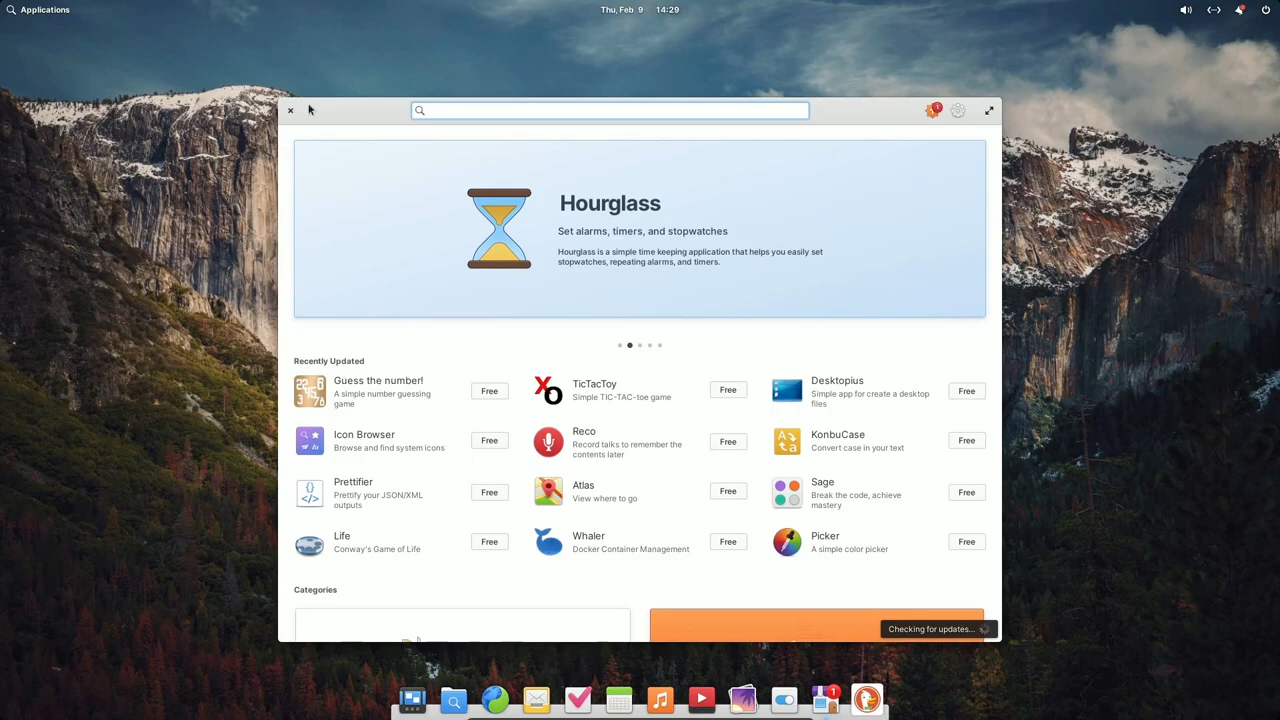 Applications
Thu, Feb 9 14:29
1
Hourglass
Set alarms, timers, and stopwatches
Hourglass is a simple time keeping application that helps you easily set
stopwatches, repeating alarms, and timers.
Recently Updated
Guess the number!
A simple number guessing
game
Free
TicTacToy
Simple TIC-TAC-toe game
Free
Desktopius
Simple app for create a desktop
files
Free
Icon Browser
Browse and find system icons
Free
Reco
Record talks to remember the
contents later
Free
KonbuCase
Convert case in your text
Free
Prettifier
Prettify your JSON/XML
outputs
Free
Atlas
View where to go
Free
Sage
Break the code, achieve
mastery
Free
Life
Conway's Game of Life
Free
Whaler
Docker Container Management
Free
Picker
A simple color picker
Free
Categories
Checking for updates...
1